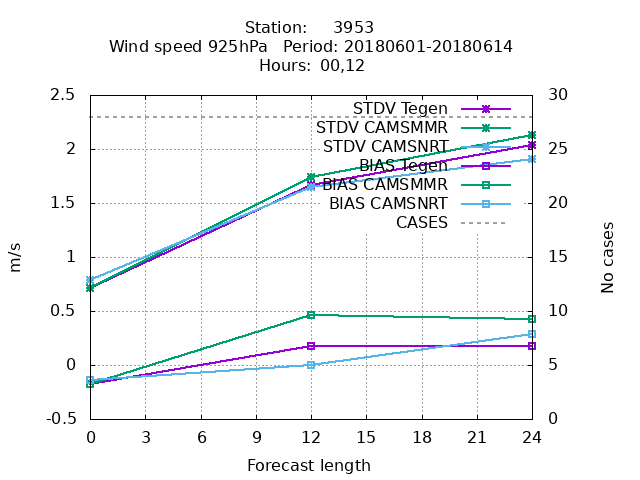 Station: 3953
Wind speed 925hPa Period: 20180601-20180614
Hours: 00,12
2.5
2
1.5
1
0.5
0
-0.5
m/s
30
25
20
15
10
5
0
No cases
STDV Tegen
STDV CAMSMMR
STDV CAMSNRT
BIAS Tegen
BIAS CAMSMMR
BIAS CAMSNRT
CASES
0 3 6 9 12 15 18 21 24
Forecast length